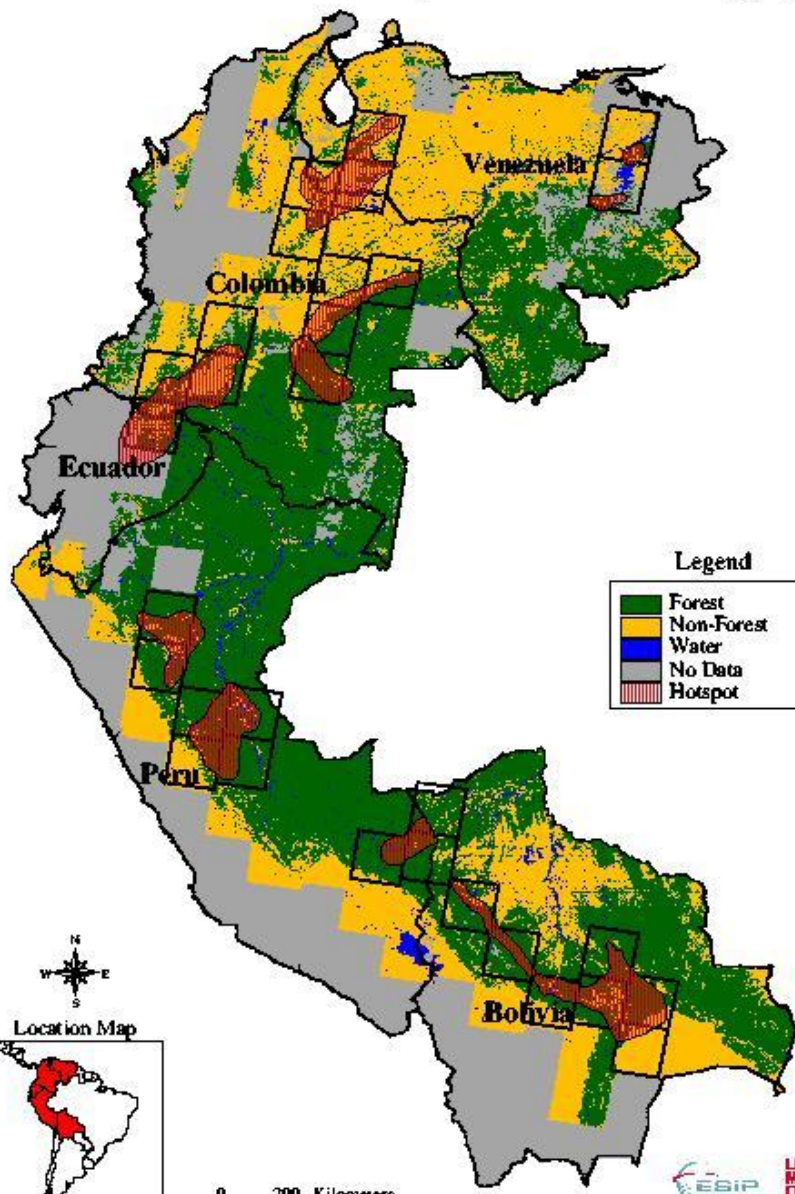 Venezuela
Colombia
Ecuador
Legend
Forest
Non-Forest
Water
No Data
Hotspot
Peru
N
W E
S
Bolivia
Location Map
0 200 Kilometers
ESIP